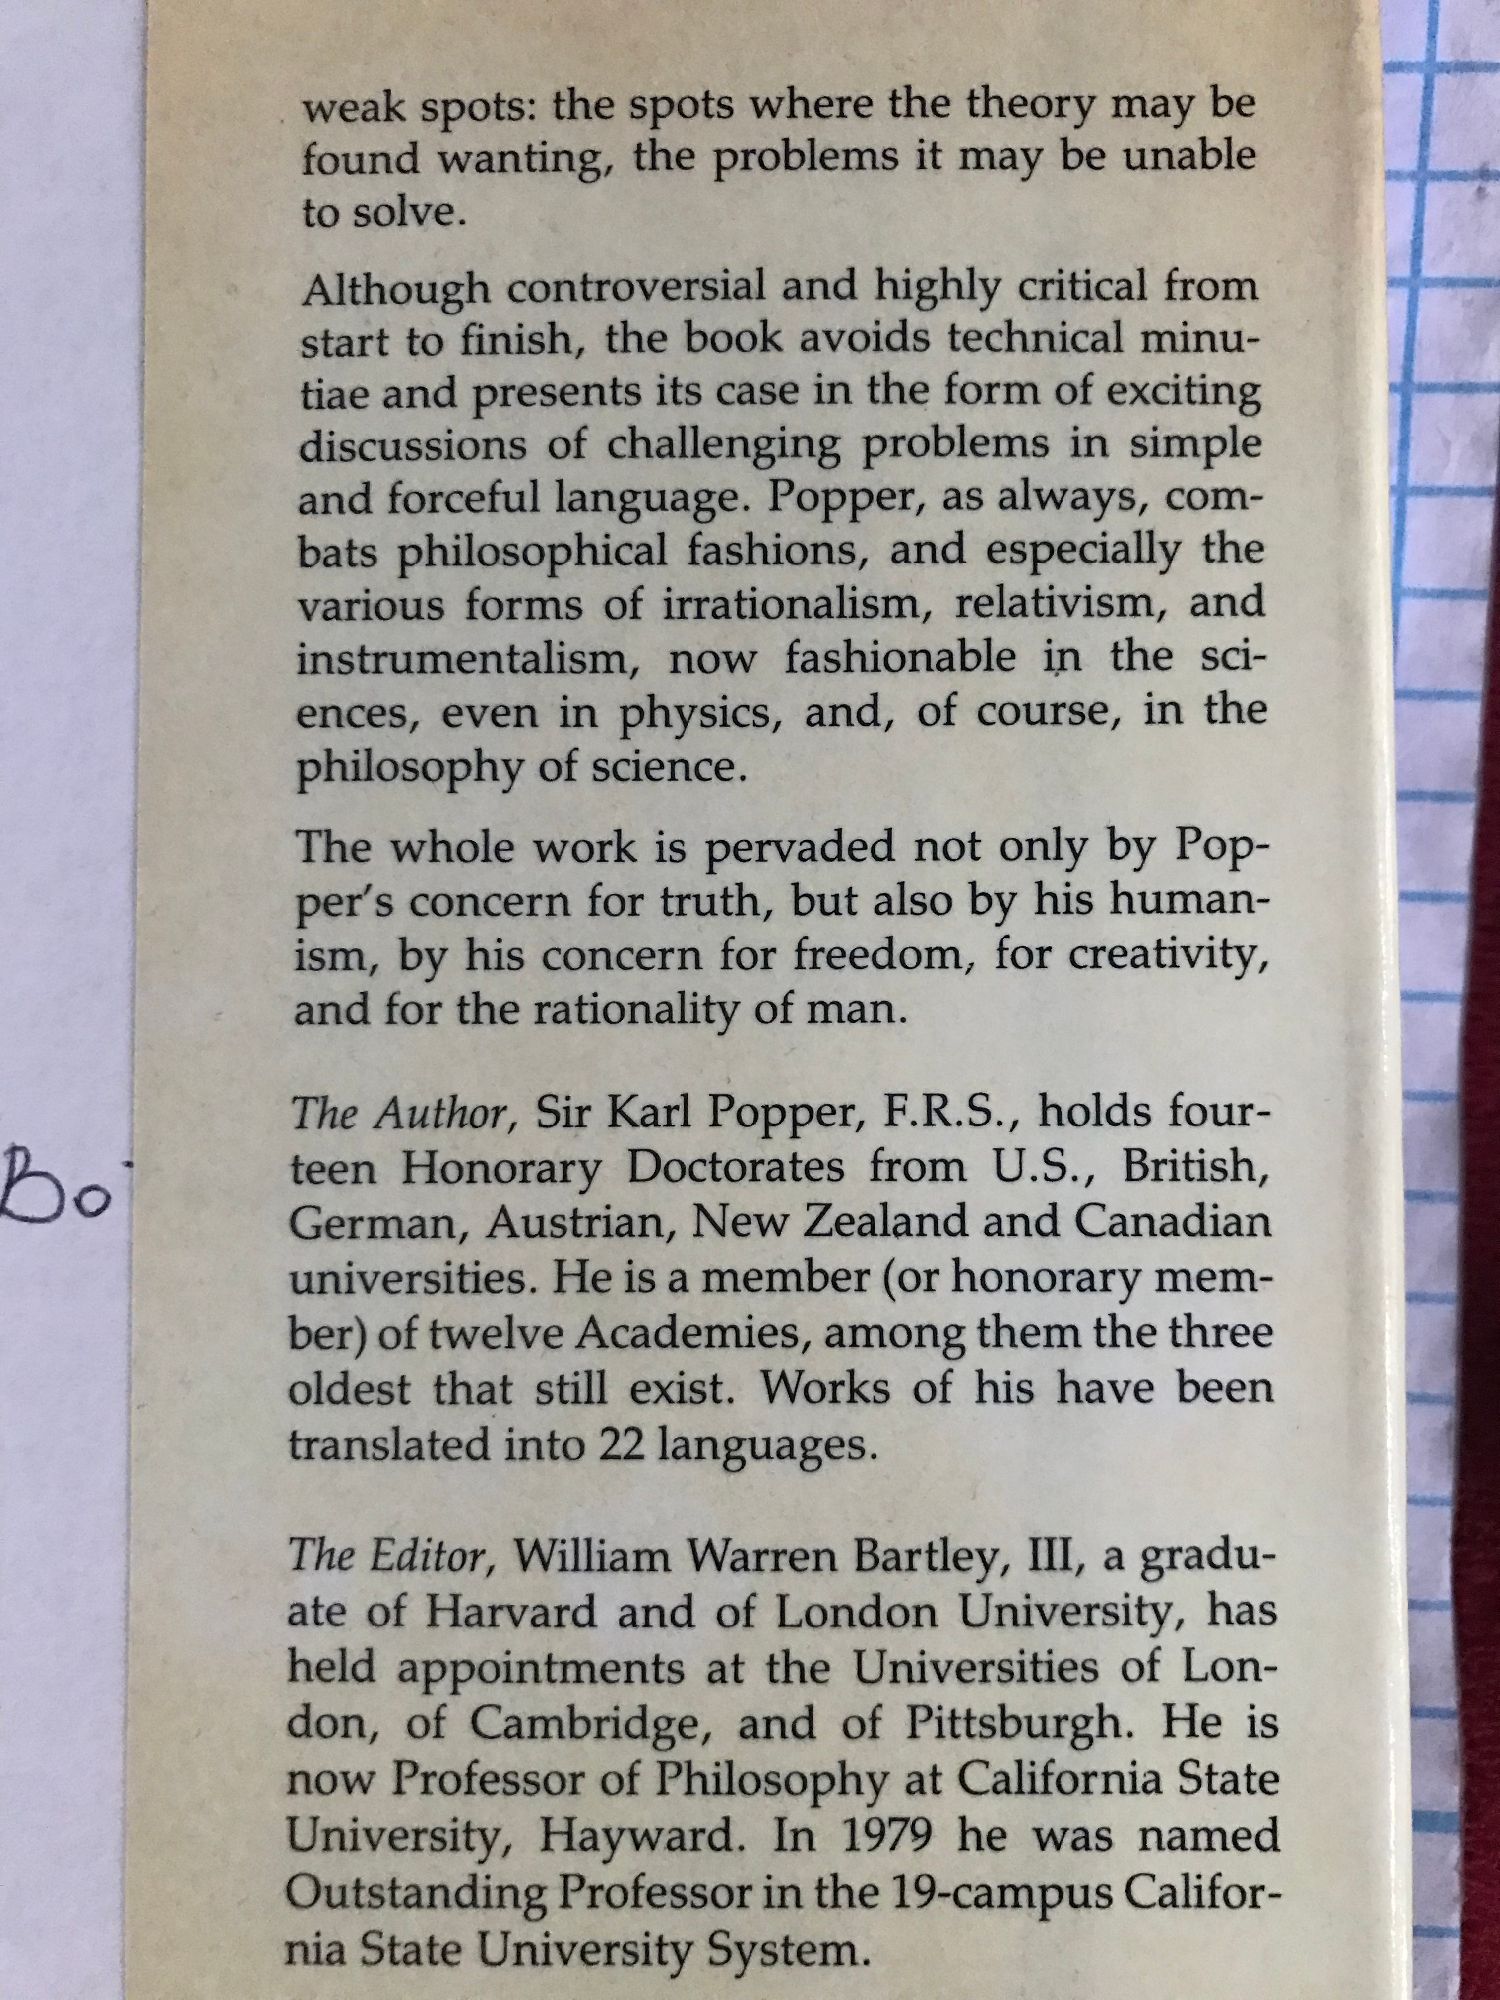 weak spots: the spots where the theory may be
found wanting, the problems it may be unable
to solve.
Although controversial and highly critical from
start to finish, the book avoids technical minu-
tiae and presents its case in the form of exciting
discussions of challenging problems in simple
and forceful language. Popper, as always, com-
bats philosophical fashions, and especially the
various forms of irrationalism, relativism, and
instrumentalism, now fashionable in the sci-
ences, even in physics, and, of course, in the
philosophy of science.
The whole work is pervaded not only by Pop-
per's concern for truth, but also by his human-
ism, by his concern for freedom, for creativity,
and for the rationality of man.
The Author, Sir Karl Popper, F.R.S., holds four-
teen Honorary Doctorates from U.S., British,
German, Austrian, New Zealand and Canadian
universities. He is a member (or honorary mem-
ber) of twelve Academies, among them the three
oldest that still exist. Works of his have been
translated into 22 languages.
Bo
The Editor, William Warren Bartley, III, a gradu-
ate of Harvard and of London University, has
held appointments at the Universities of Lon-
don, of Cambridge, and of Pittsburgh. He is
now Professor of Philosophy at California State
University, Hayward. In 1979 he was named
Outstanding Professor in the 19-campus Califor-
nia State University System.